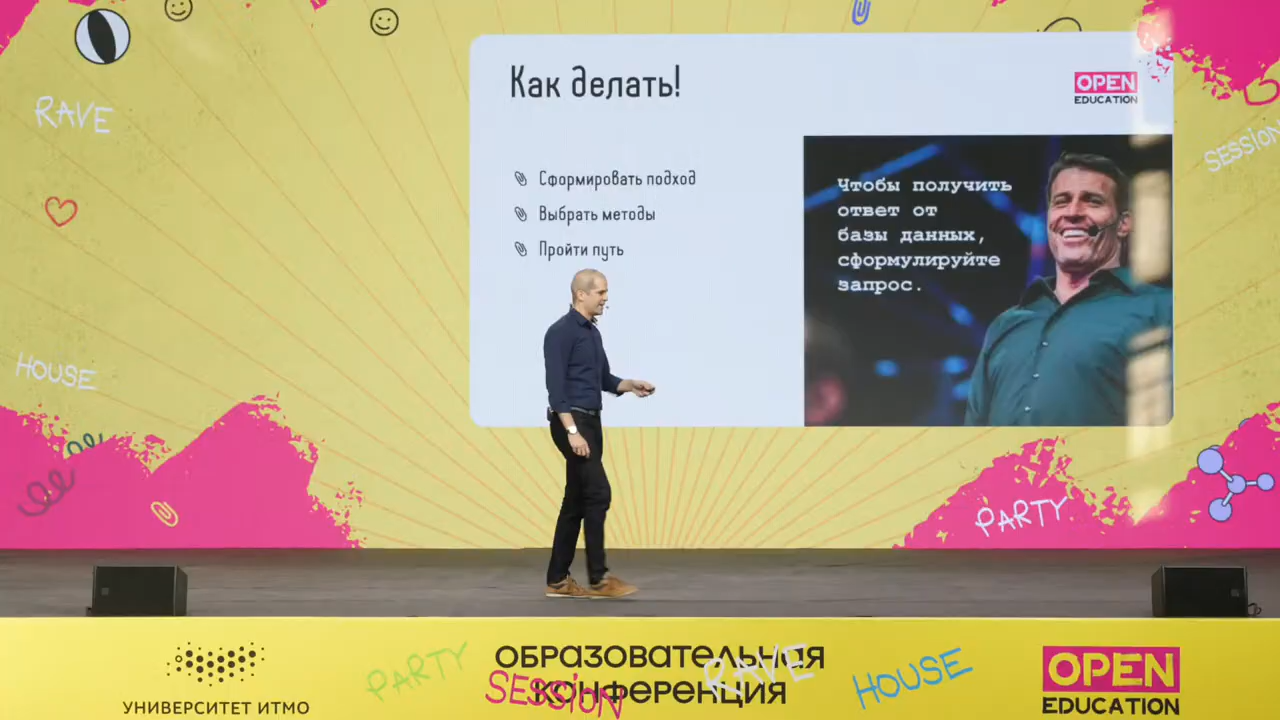 RAVE
HOUSE
SESSION
PARTY
Как делать!
OPEN
EDUCATION
Сформировать подход
Выбрать методы
Пройти путь
Чтобы получить
ответ от
базы данных,
сформулируйте
запрос.
УНИВЕРСИТЕТ ИТМО
PARTY
ОБРАЗОВАТЕЛЬНАЯ
КОНФЕРЕНЦИЯ
SESSION
RAVE
HOUSE
OPEN
EDUCATION